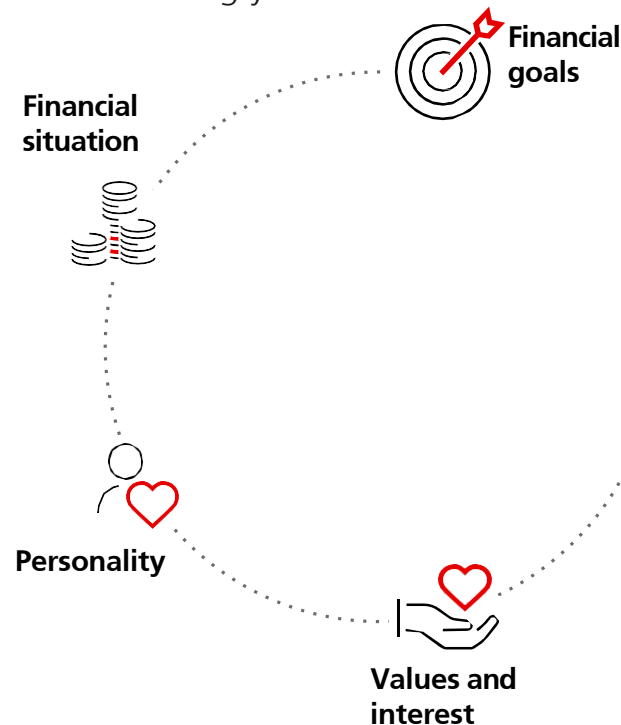 Financial
goals
Financial
situation
Personality
Values and
interest